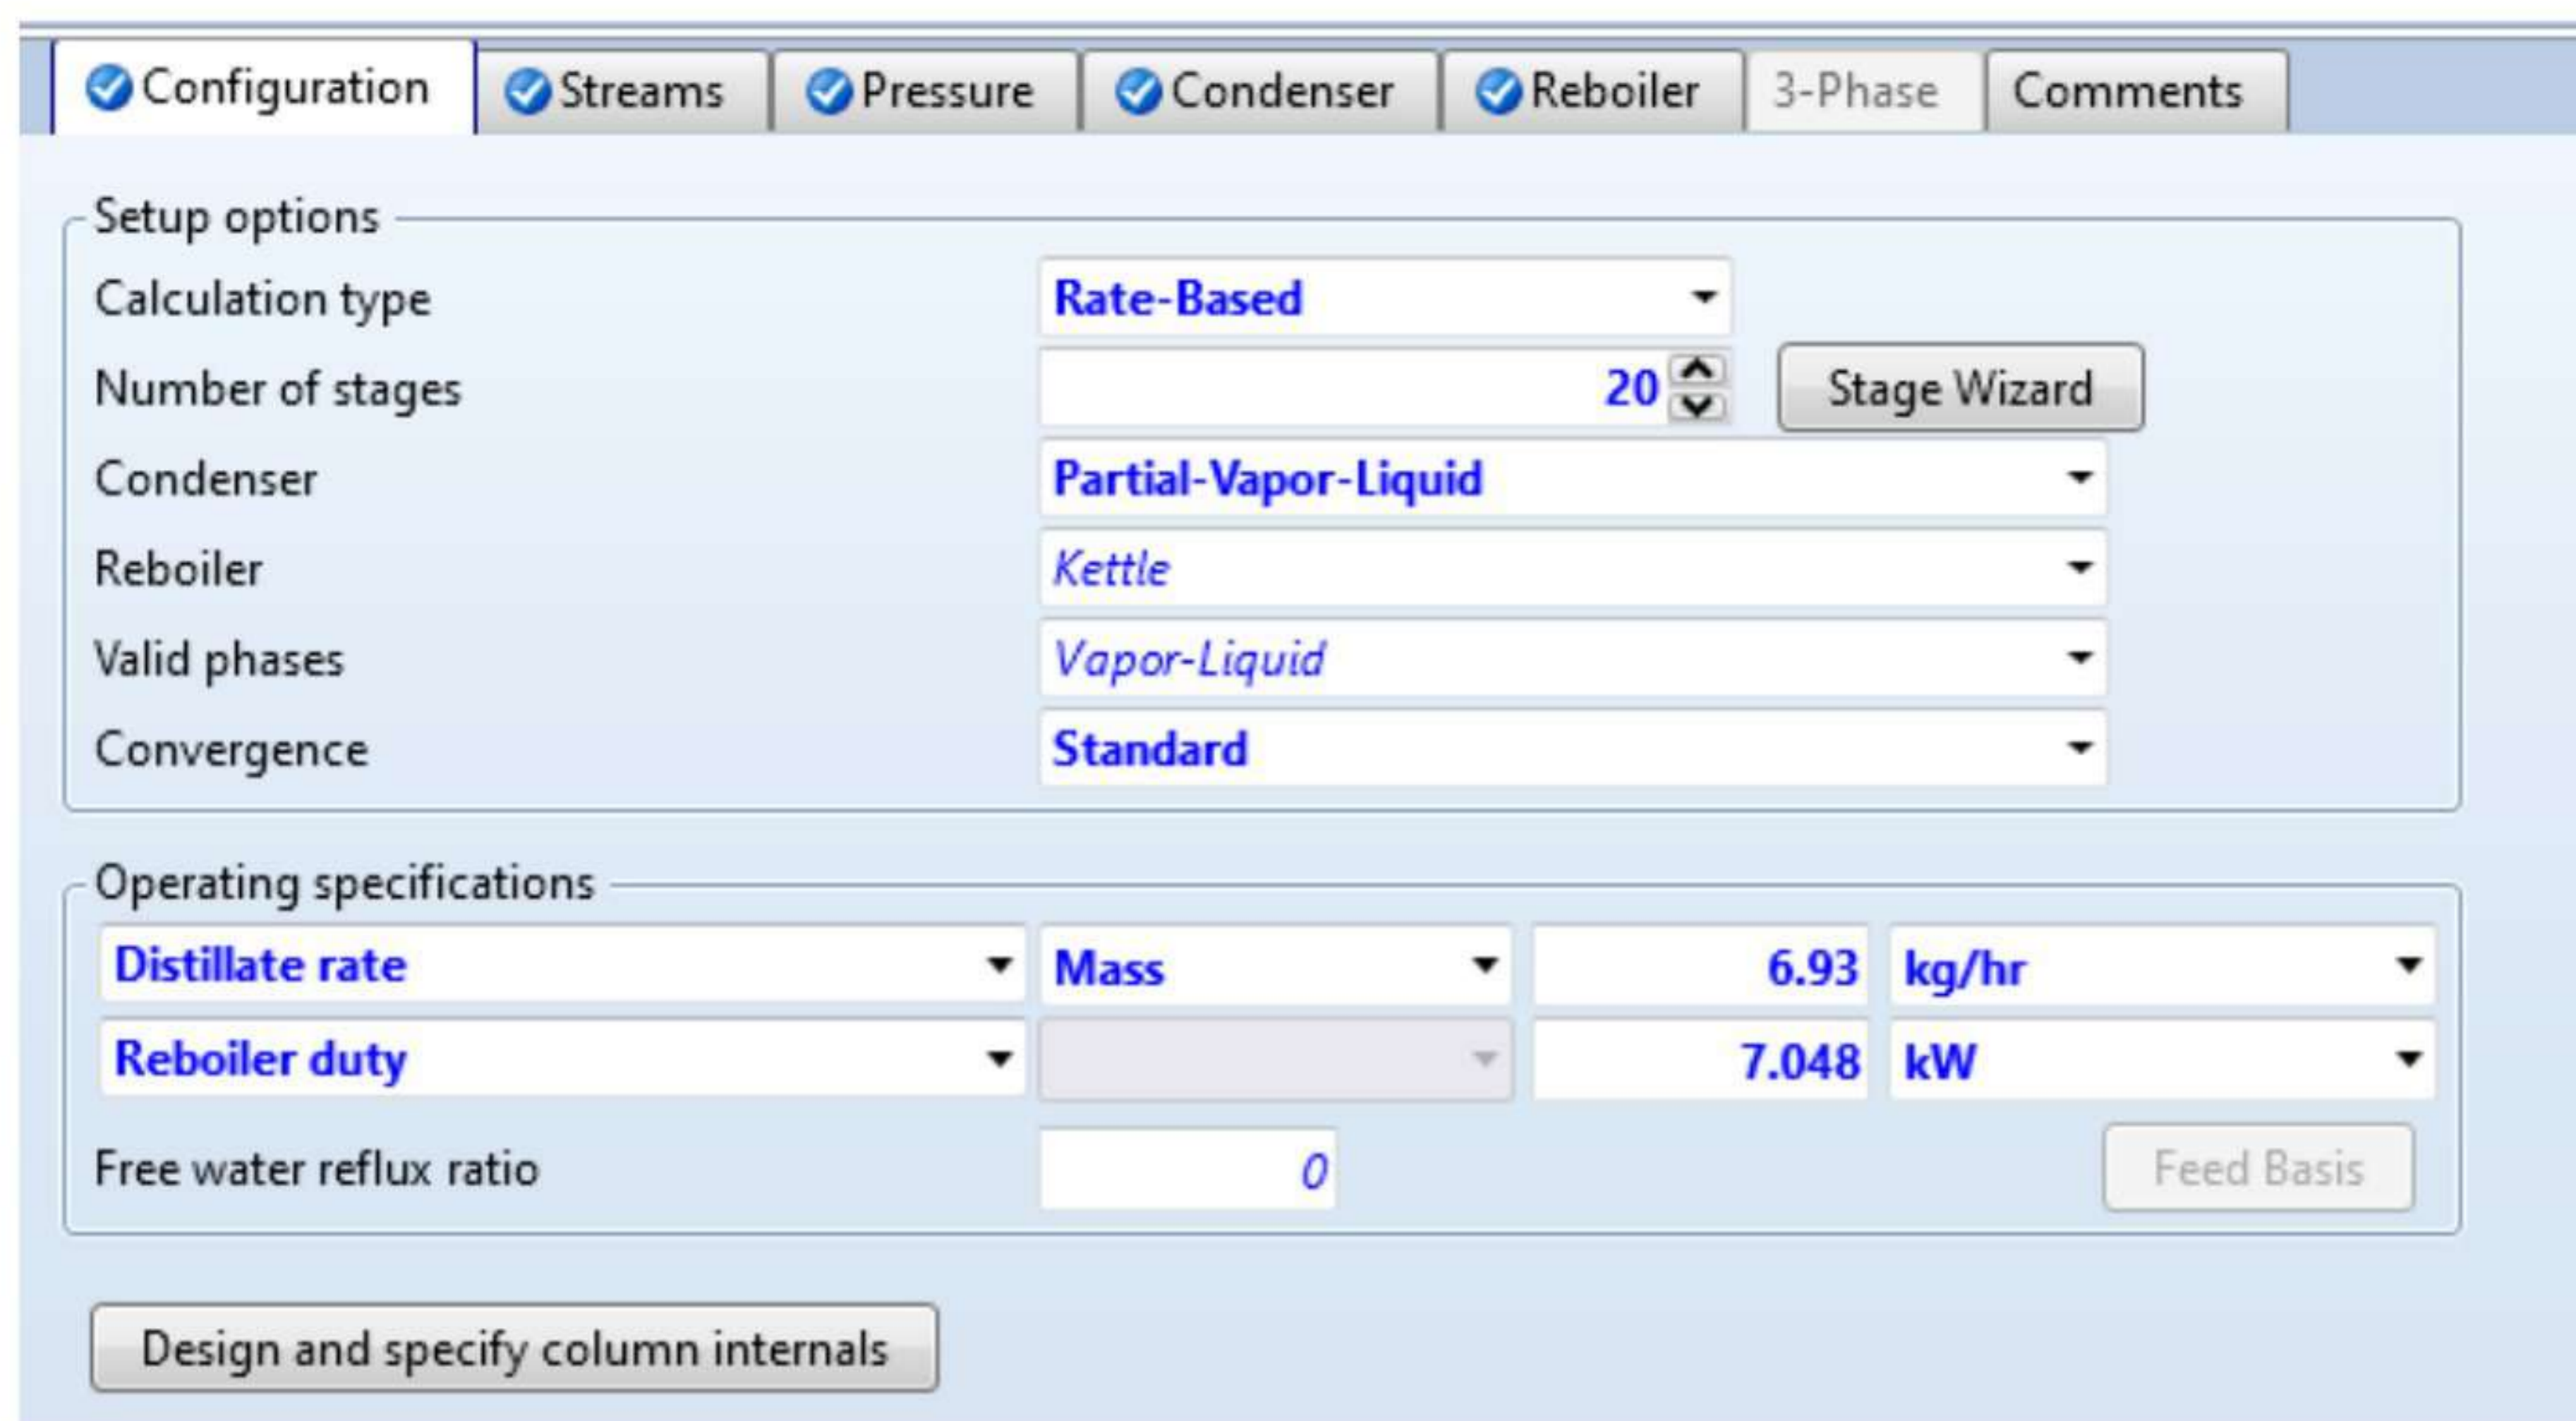 Configuration Streams Pressure Condenser Reboiler 3-Phase Comments
Setup options
Calculation type Rate-Based
Number of stages 20 Stage Wizard
Condenser Partial-Vapor-Liquid
Reboiler Kettle
Valid phases Vapor-Liquid
Convergence Standard
Operating specifications
Distillate rate Mass 6.93 kg/hr
Reboiler duty 7.048 kW
Free water reflux ratio 0 Feed Basis
Design and specify column internals